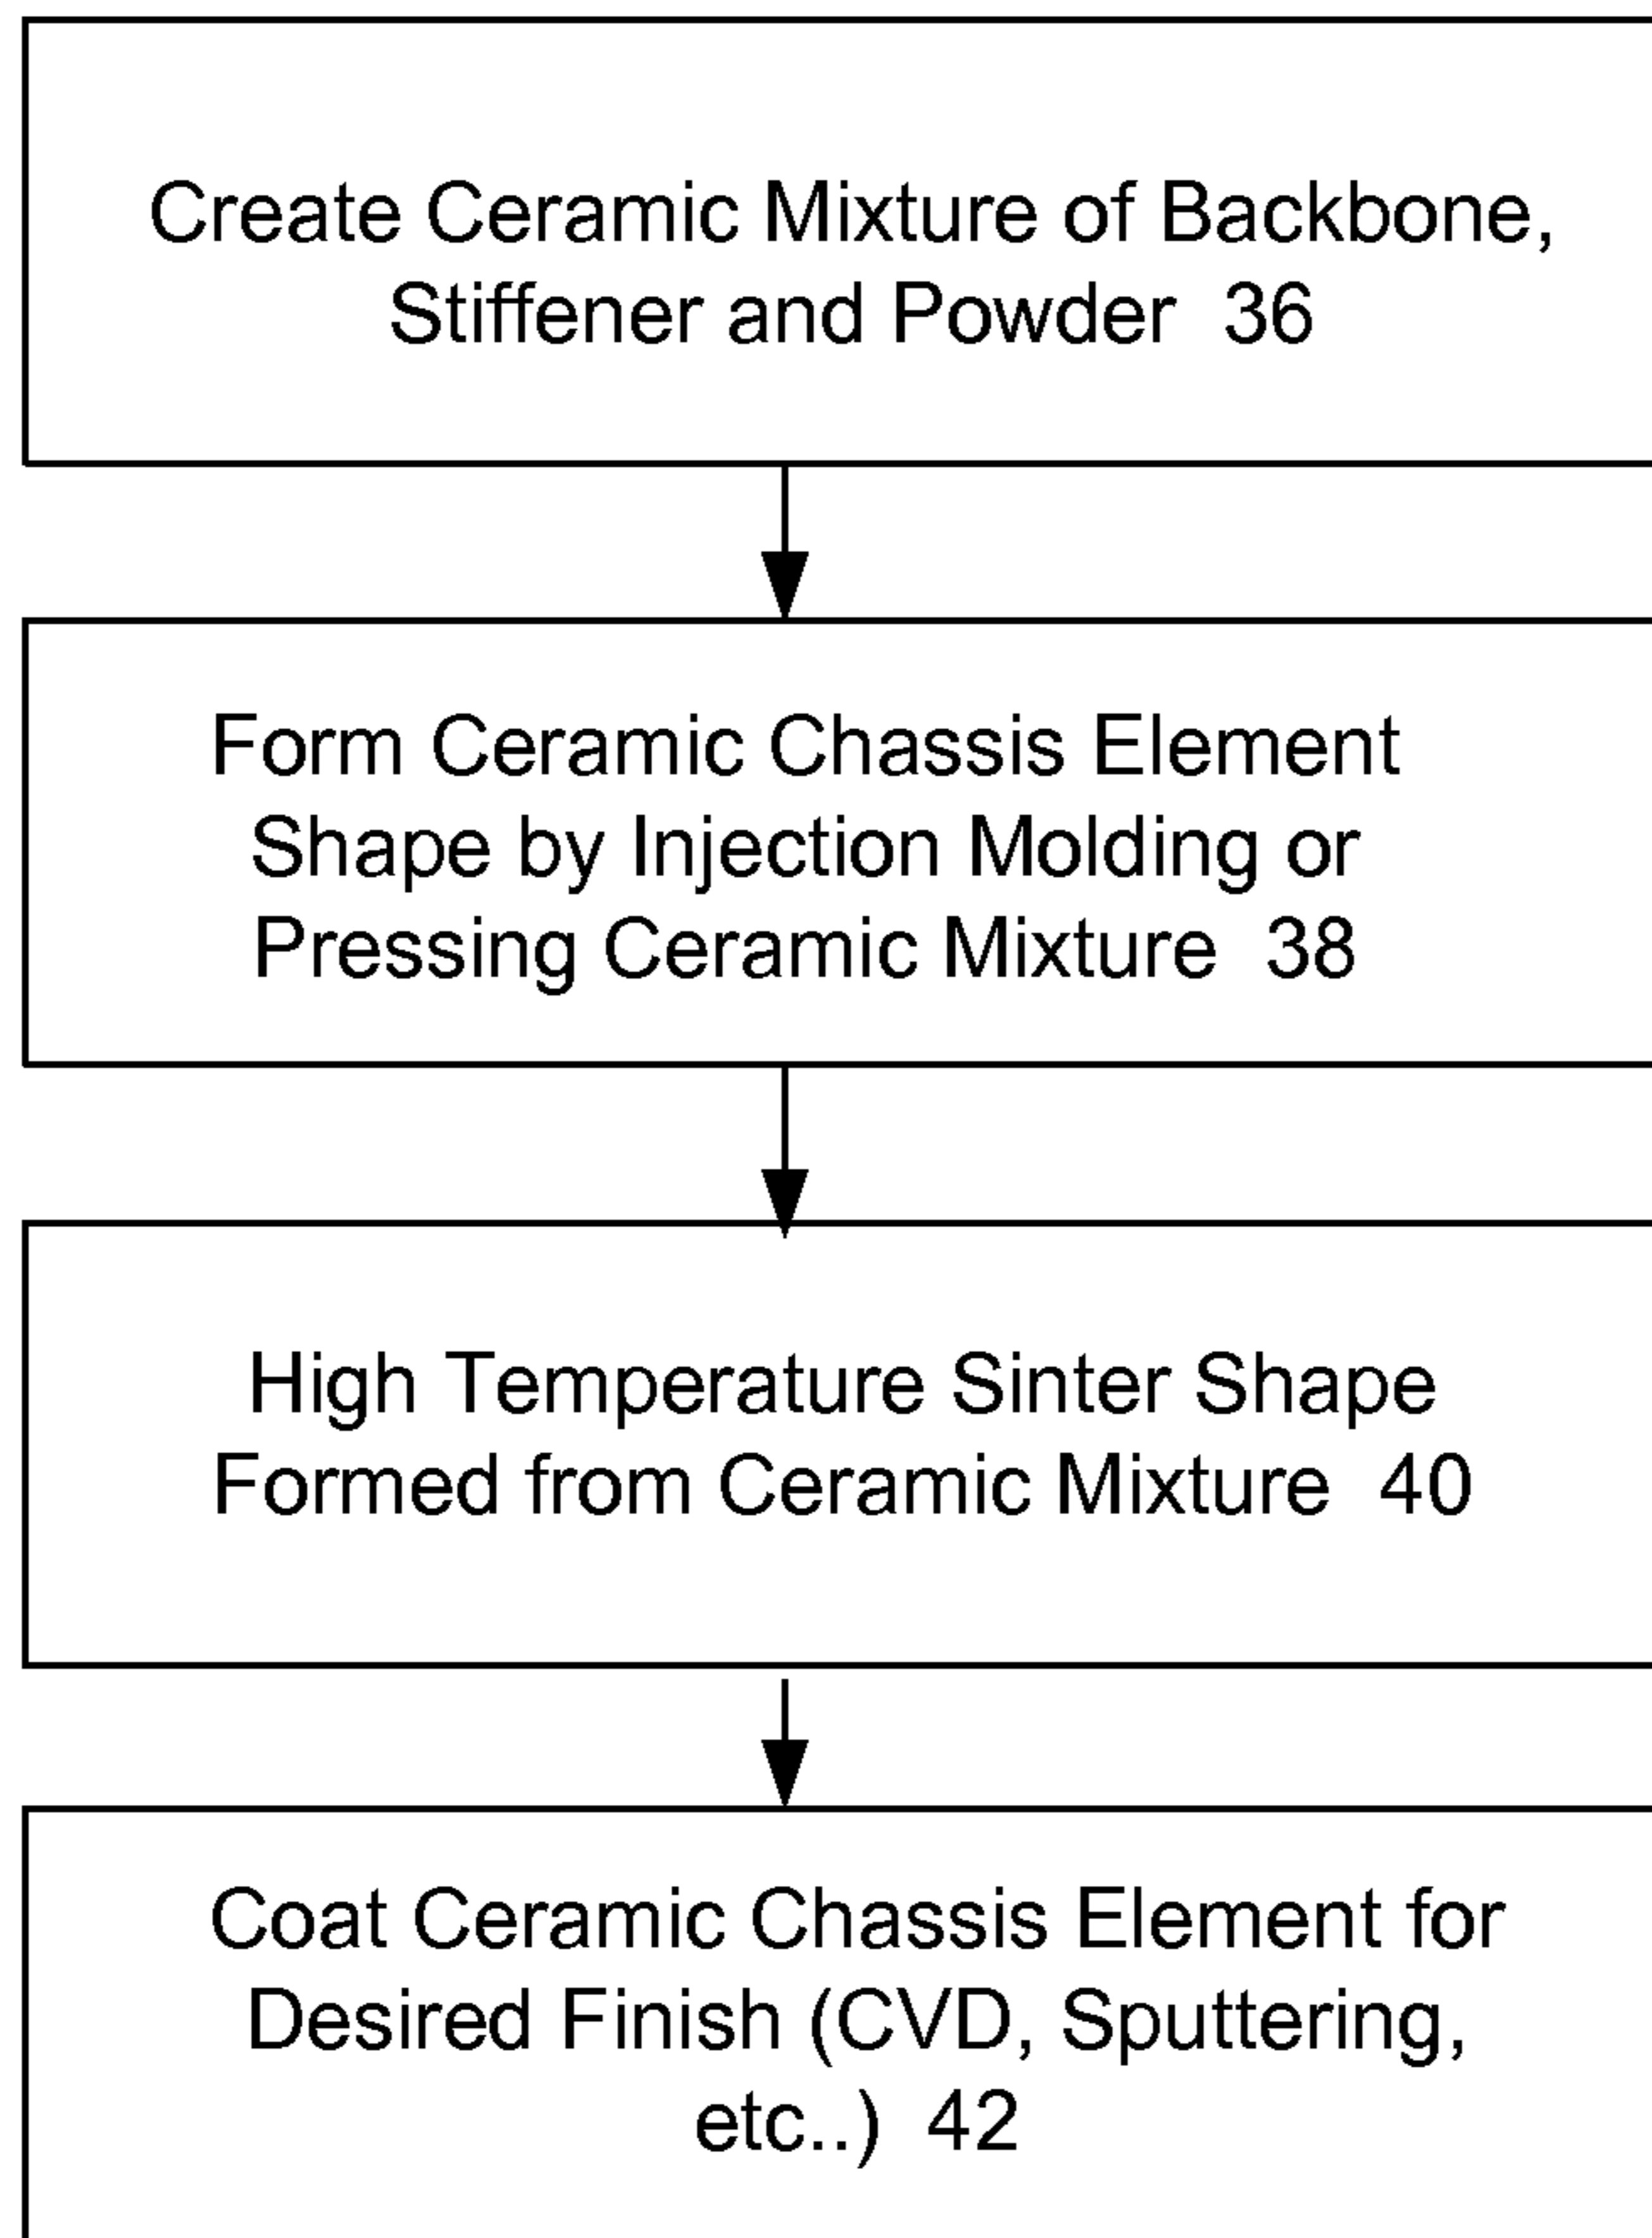 Create Ceramic Mixture of Backbone,
Stiffener and Powder 36
Form Ceramic Chassis Element
Shape by Injection Molding or
Pressing Ceramic Mixture 38
High Temperature Sinter Shape
Formed from Ceramic Mixture 40
Coat Ceramic Chassis Element for
Desired Finish (CVD, Sputtering,
etc..) 42